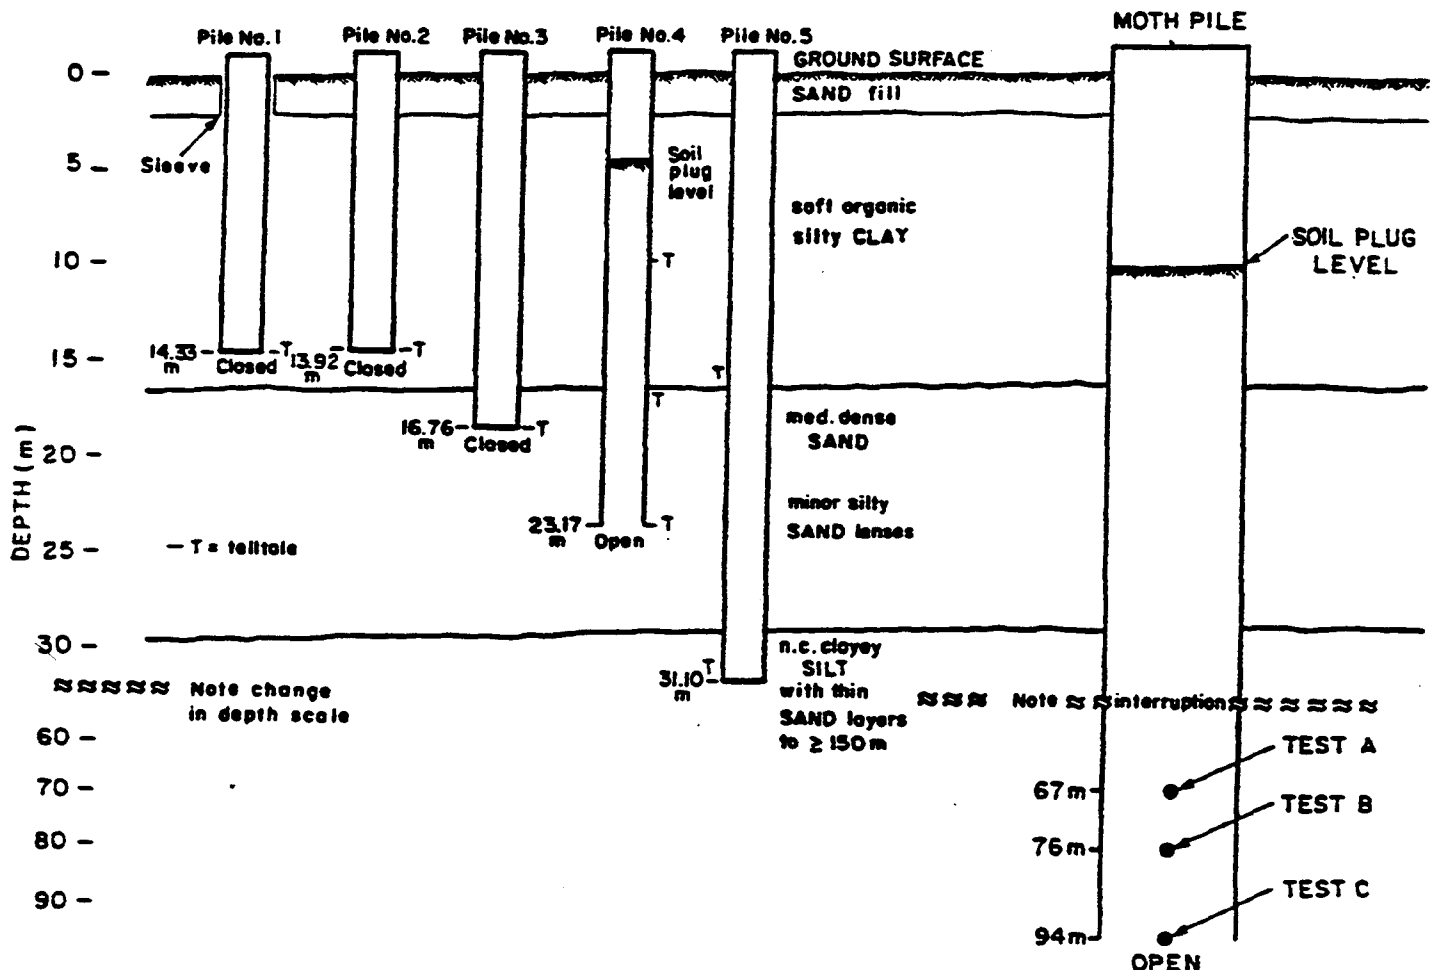 MOTH PILE
Pile No.1 Pile No.2 Pile No.3 Pile No.4 Pile No.5
GROUND SURFACE
0 –
SAND fill
Sleeve
5 –
Soil
plug
level
soft organic
silty CLAY
SOIL PLUG
LEVEL
10 –
T
14.33
m
T
Closed
13.92
m
T
Closed
15 –
T
T
16.76
m
T
Closed
med. dense
SAND
20 –
DEPTH (m)
minor silty
SAND lenses
23.17
m
T
Open
25 –
– T = telltale
30 –
n.c. clayey
SILT
with thin
SAND layers
to ≥ 150 m
T
31.10
m
≈≈≈≈≈ Note change
in depth scale
≈≈≈ Note ≈ ≈ interruption ≈ ≈ ≈ ≈ ≈ ≈
60 –
TEST A
70 –
67m
TEST B
80 –
76m
90 –
TEST C
94m
OPEN